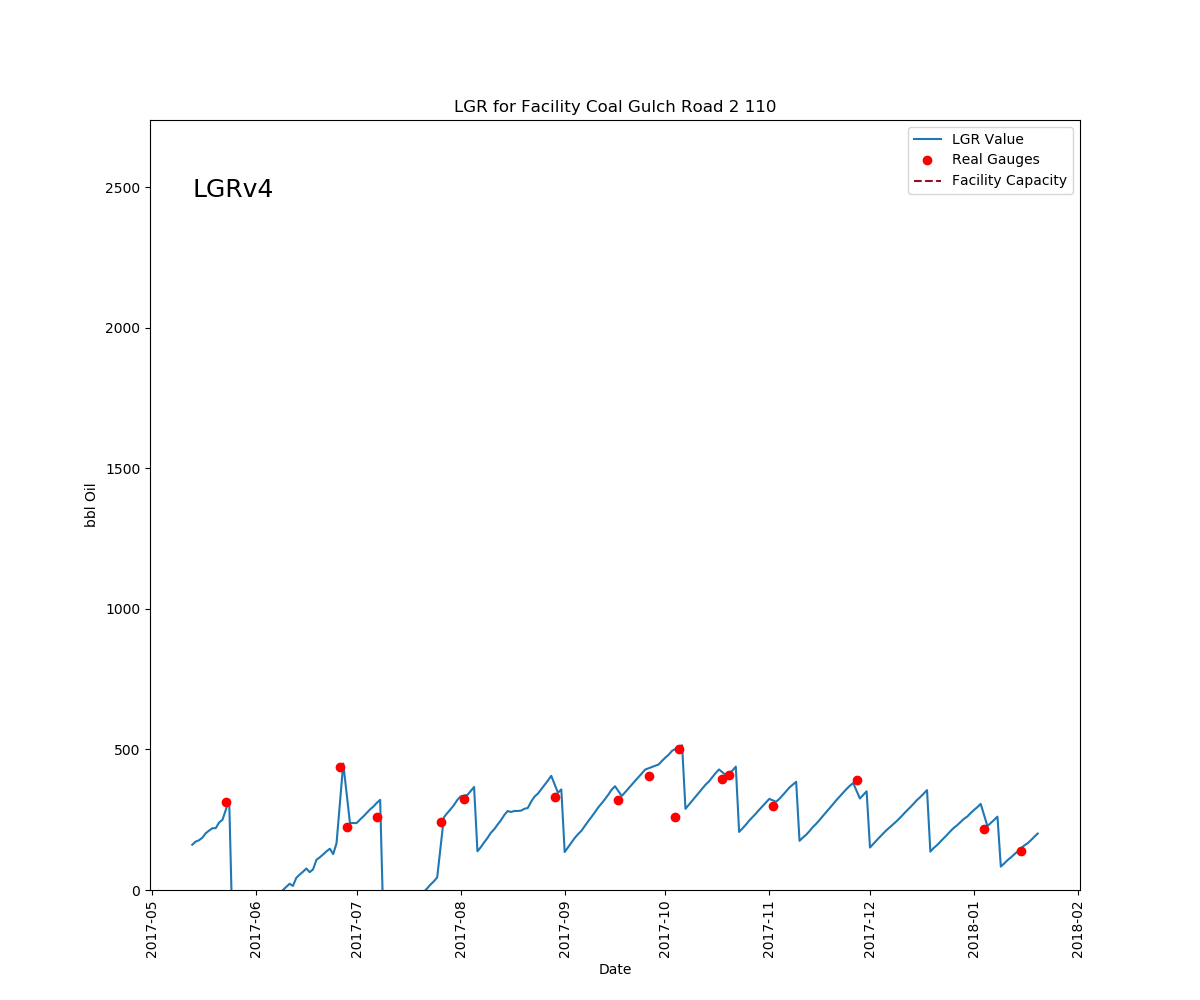 LGR for Facility Coal Gulch Road 2 110
LGR Value
Real Gauges
Facility Capacity
LGRv4
2500
2000
1500
1000
500
0
bbl Oil
2017-05
2017-06
2017-07
2017-08
2017-09
2017-10
2017-11
2017-12
2018-01
2018-02
Date